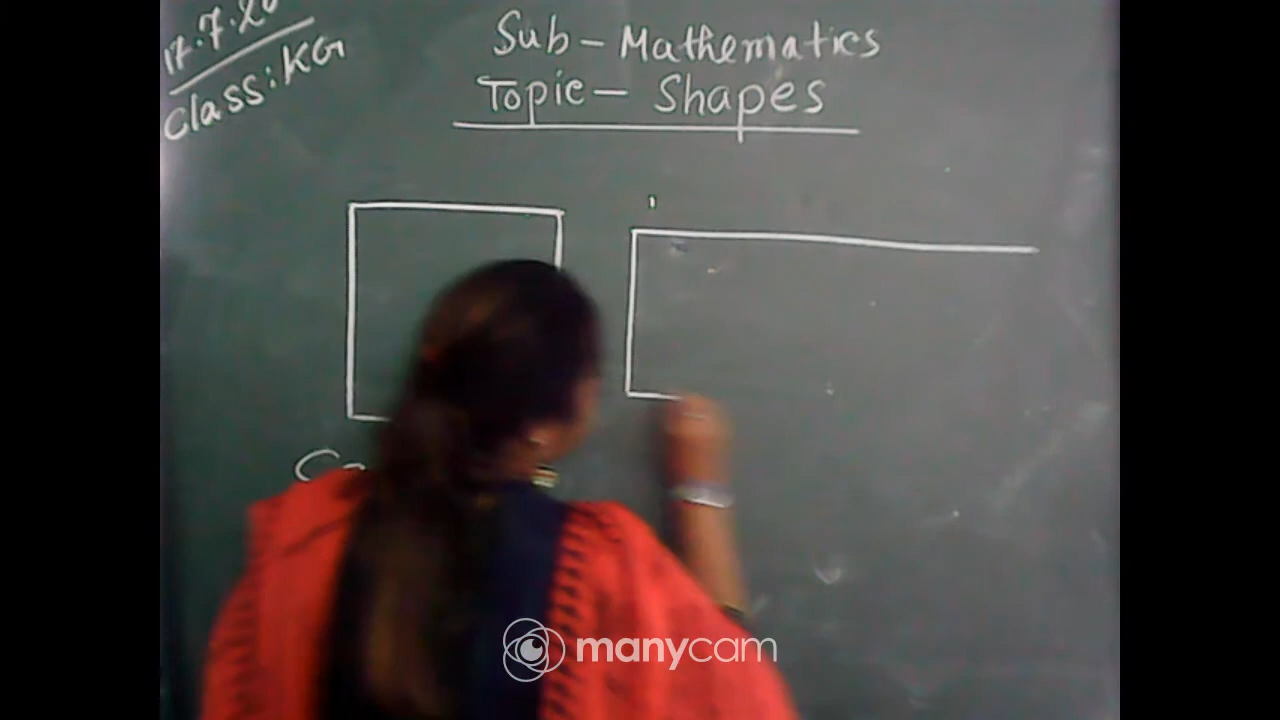 17.7.20
Class: KG
Sub - Mathematics
Topic - Shapes
manycam